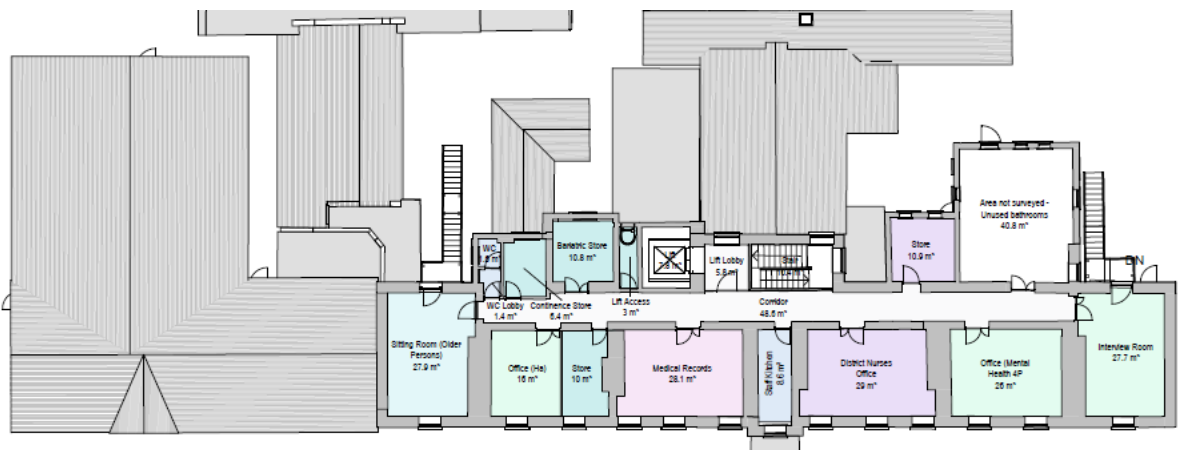 Area not surveyed -
Unused bathrooms
40.8 m²
WC
Bariatric Store
10.8 m²
Lift
7.8 m²
Lift Lobby
Stair
Store
10.9 m²
DN
WC Lobby
1.4 m²
Continence Store
6.4 m²
Lift Access
3 m²
Corridor
48.6 m²
Sitting Room (Older
Persons)
27.9 m²
Office (Ha)
16 m²
Store
10 m²
Medical Records
28.1 m²
Staff Kitchen
8.6 m²
District Nurses
Office
29 m²
Office (Mental
Health 4P
26 m²
Interview Room
27.7 m²